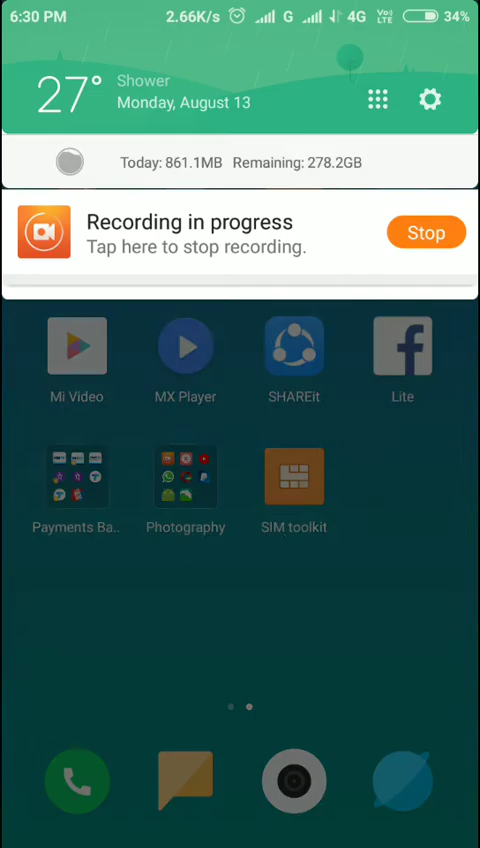 6:30 PM 2.66K/s G 4G Vo) LTE 34%
27° Shower
Monday, August 13
Today: 861.1MB Remaining: 278.2GB
Recording in progress
Tap here to stop recording.
Stop
Mi Video MX Player SHAREit Lite
Payments Ba.. Photography SIM toolkit